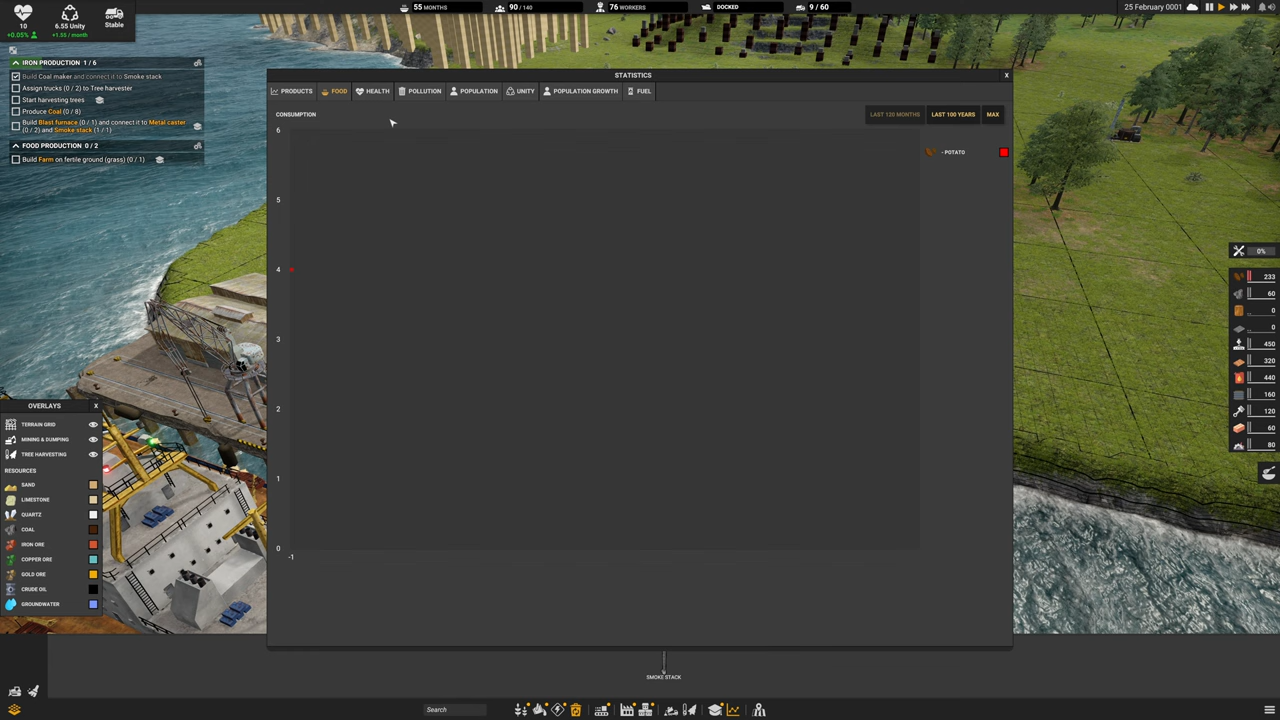 10
+0.05%
6.55 Unity
+1.55 / month
Stable
55 MONTHS
90 / 140
76 WORKERS
DOCKED
9 / 60
25 February 0001
IRON PRODUCTION 1 / 6
Build Coal maker and connect it to Smoke stack
Assign trucks (0 / 2) to Tree harvester
Start harvesting trees
Produce Coal (0 / 8)
Build Blast furnace (0 / 1) and connect it to Metal caster
(0 / 2) and Smoke stack (1 / 1)
FOOD PRODUCTION 0 / 2
Build Farm on fertile ground (grass) (0 / 1)
STATISTICS
X
PRODUCTS
FOOD
HEALTH
POLLUTION
POPULATION
UNITY
POPULATION GROWTH
FUEL
CONSUMPTION
LAST 120 MONTHS
LAST 100 YEARS
MAX
6
5
4
3
2
1
0
-1
- POTATO
0%
233
60
0
0
450
320
440
160
120
60
80
OVERLAYS
X
TERRAIN GRID
MINING & DUMPING
TREE HARVESTING
RESOURCES
SAND
LIMESTONE
QUARTZ
COAL
IRON ORE
COPPER ORE
GOLD ORE
CRUDE OIL
GROUNDWATER
SMOKE STACK
Search